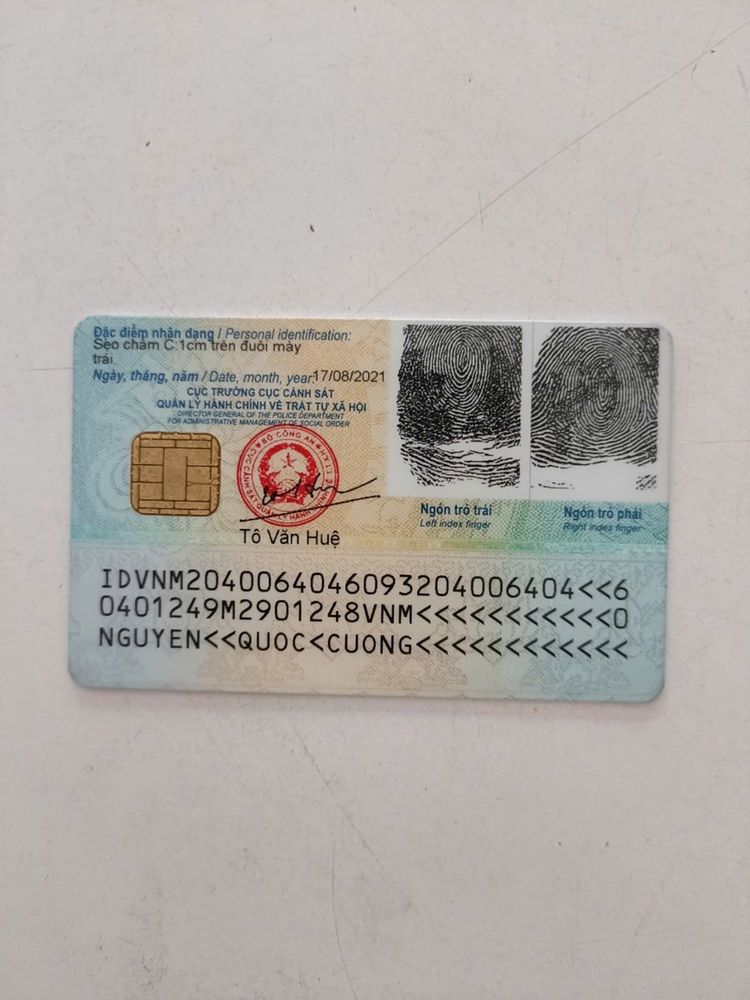 Đặc điểm nhân dạng / Personal identification:
Sẹo chấm C 1cm trên đuôi mày
trái
Ngày, tháng, năm / Date, month, year: 17/08/2021
CỤC TRƯỞNG CỤC CẢNH SÁT
QUẢN LÝ HÀNH CHÍNH VỀ TRẬT TỰ XÃ HỘI
DIRECTOR GENERAL OF THE POLICE DEPARTMENT
FOR ADMINISTRATIVE MANAGEMENT OF SOCIAL ORDER
BỘ CÔNG AN
Tô Văn Huệ
Ngón trỏ trái
Left index finger
Ngón trỏ phải
Right index finger
IDVNM2040064046093204006404<<6
0401249M2901248VNM<<<<<<<<<<<0
NGUYEN<<QUOC<CUONG<<<<<<<<<<<<